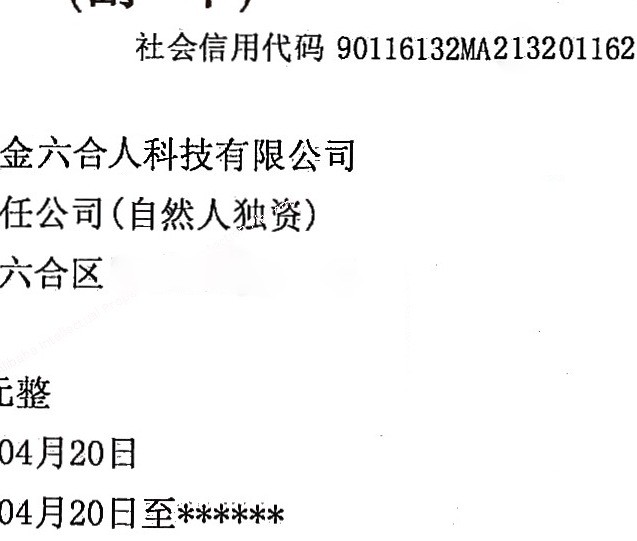 社会信用代码 90116132MA213201162
金六合人科技有限公司
任公司(自然人独资)
六合区
元整
04月20日
04月20日至******